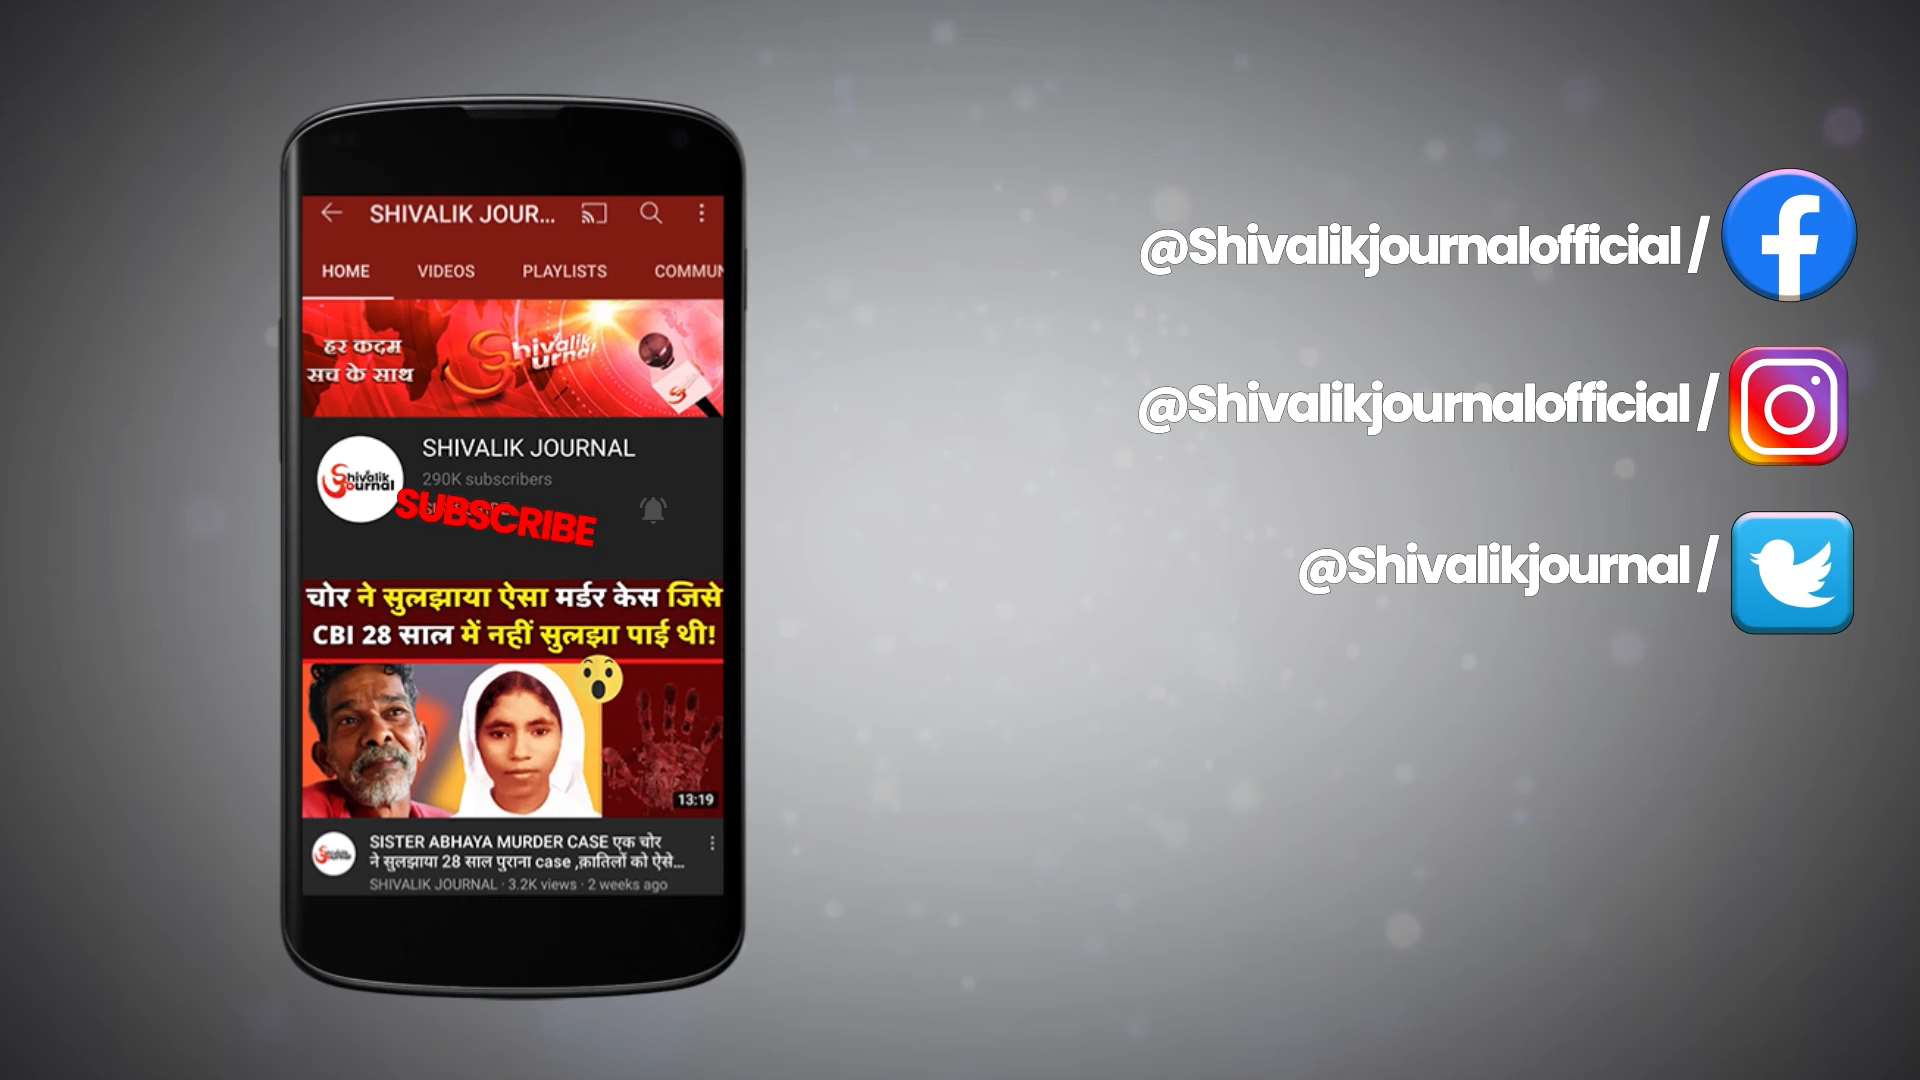 SHIVALIK JOUR...
HOME VIDEOS PLAYLISTS COMMUN
हर कदम
सच के साथ
Shivalik
Journal
SHIVALIK JOURNAL
290K subscribers
Shivalik
Journal
SUBSCRIBE
चोर ने सुलझाया ऐसा मर्डर केस जिसे
CBI 28 साल में नहीं सुलझा पाई थी!
13:19
SISTER ABHAYA MURDER CASE एक चोर
ने सुलझाया 28 साल पुराना case ,क़ातिलों को ऐसे...
SHIVALIK JOURNAL · 3.2K views · 2 weeks ago
@Shivalikjournalofficial /
@Shivalikjournalofficial /
@Shivalikjournal /